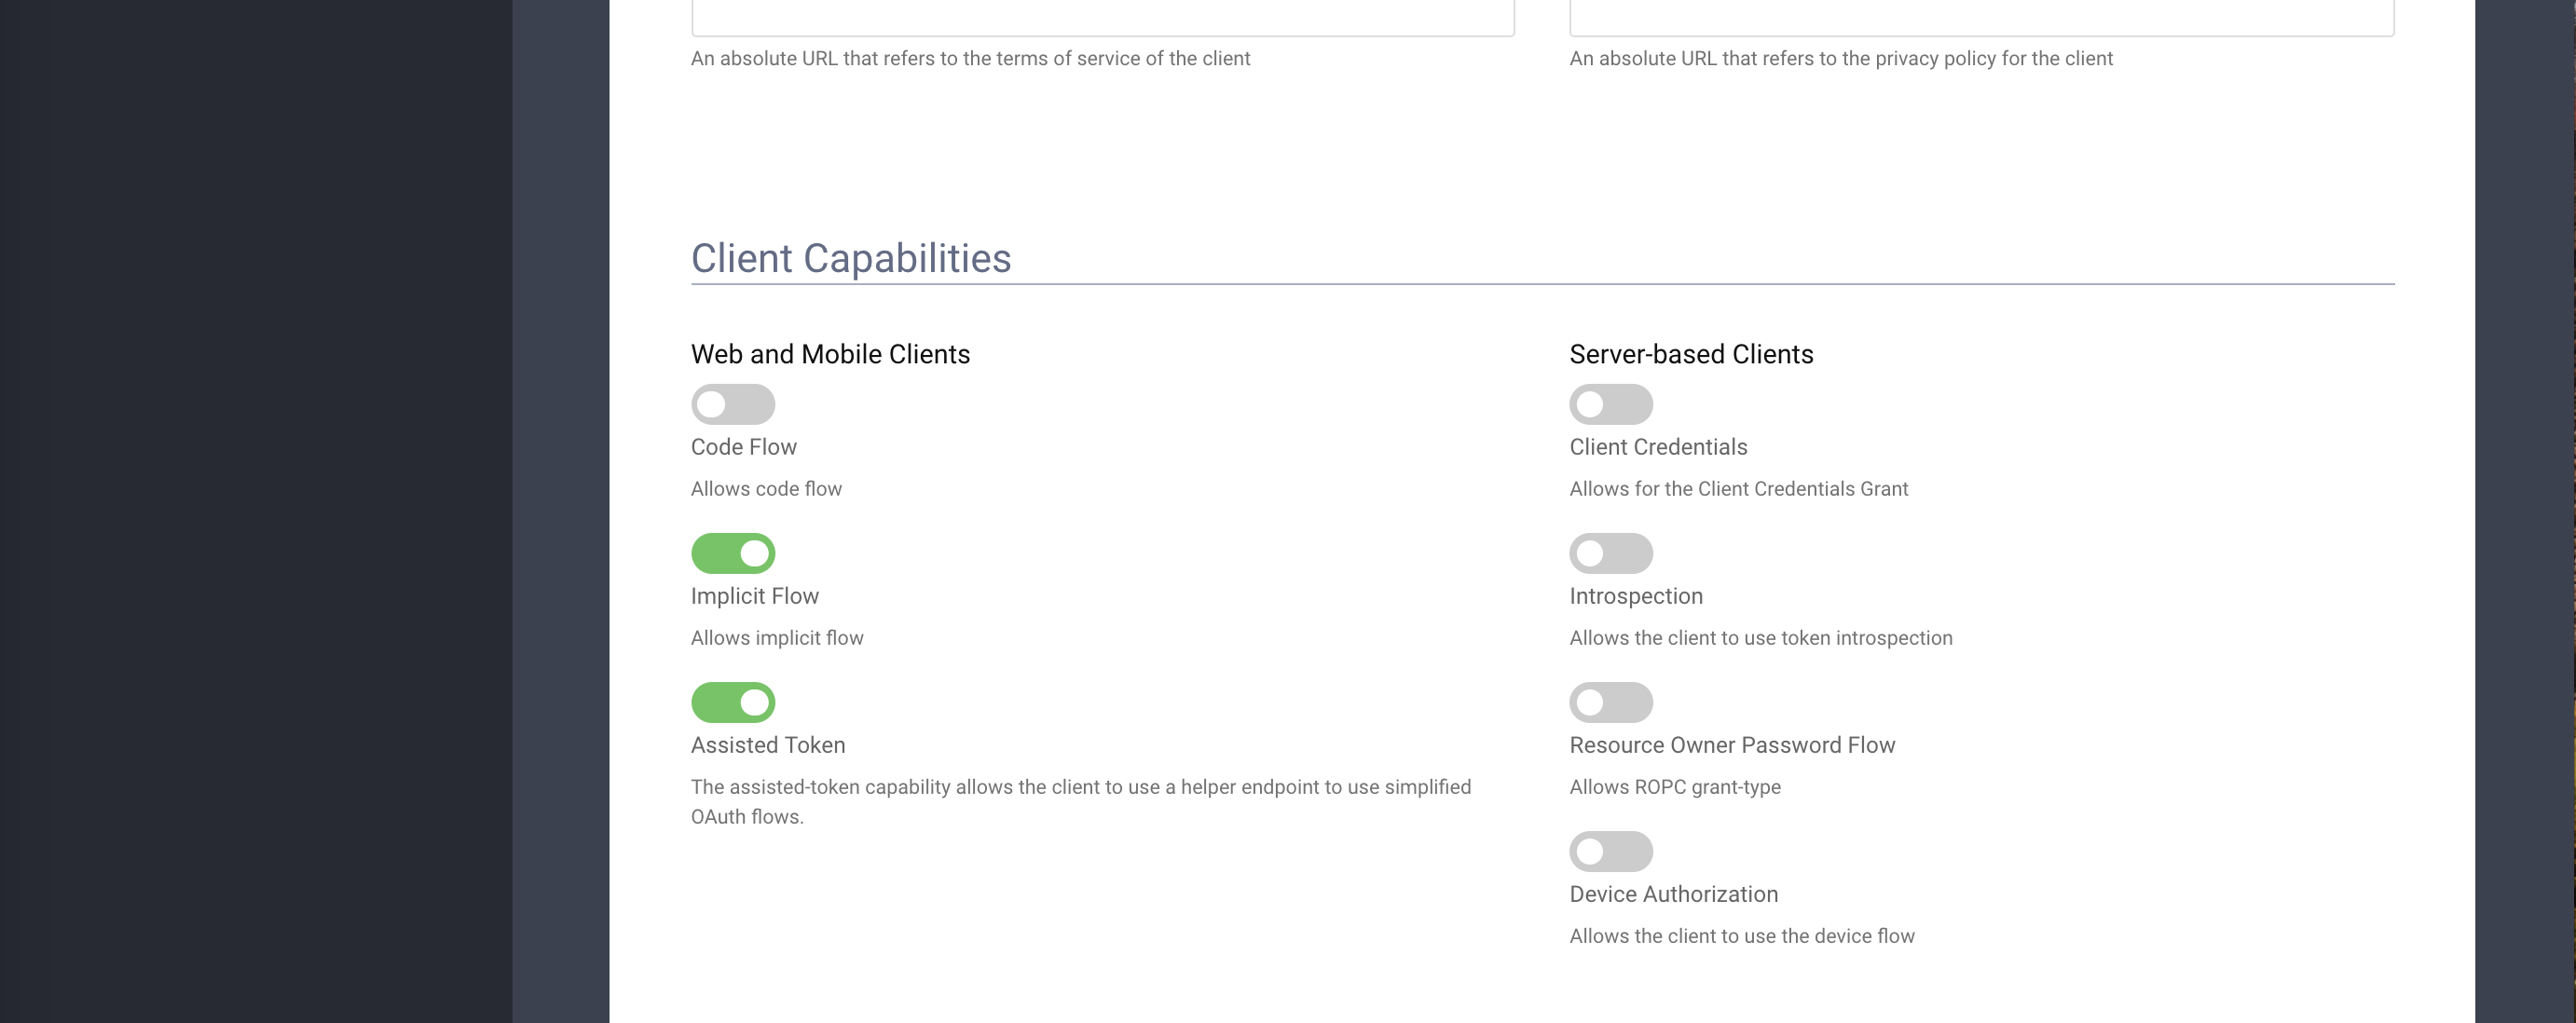 An absolute URL that refers to the terms of service of the client
An absolute URL that refers to the privacy policy for the client
Client Capabilities
Web and Mobile Clients
Code Flow
Allows code flow
Implicit Flow
Allows implicit flow
Assisted Token
The assisted-token capability allows the client to use a helper endpoint to use simplified
OAuth flows.
Server-based Clients
Client Credentials
Allows for the Client Credentials Grant
Introspection
Allows the client to use token introspection
Resource Owner Password Flow
Allows ROPC grant-type
Device Authorization
Allows the client to use the device flow